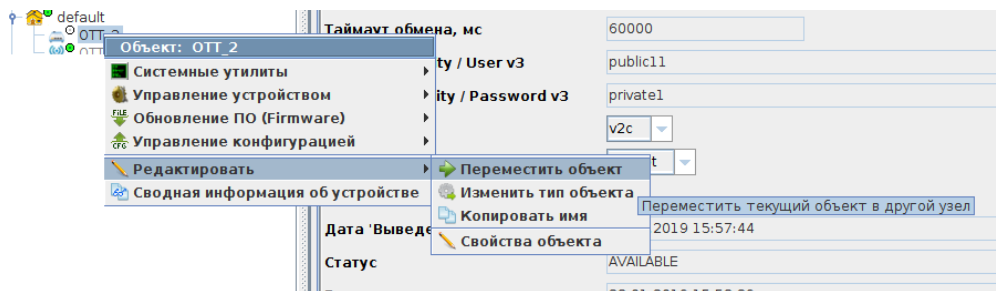 default
OTT_2
Таймаут обмена, мс
60000
Объект: OTT_2
ity / User v3
public11
Системные утилиты
Управление устройством
ity / Password v3
private1
Обновление ПО (Firmware)
v2c
Управление конфигурацией
Редактировать
Переместить объект
t
Сводная информация об устройстве
Изменить тип объекта
Переместить текущий объект в другой узел
Копировать имя
Дата 'Выведе
2019 15:57:44
Свойства объекта
Статус
AVAILABLE